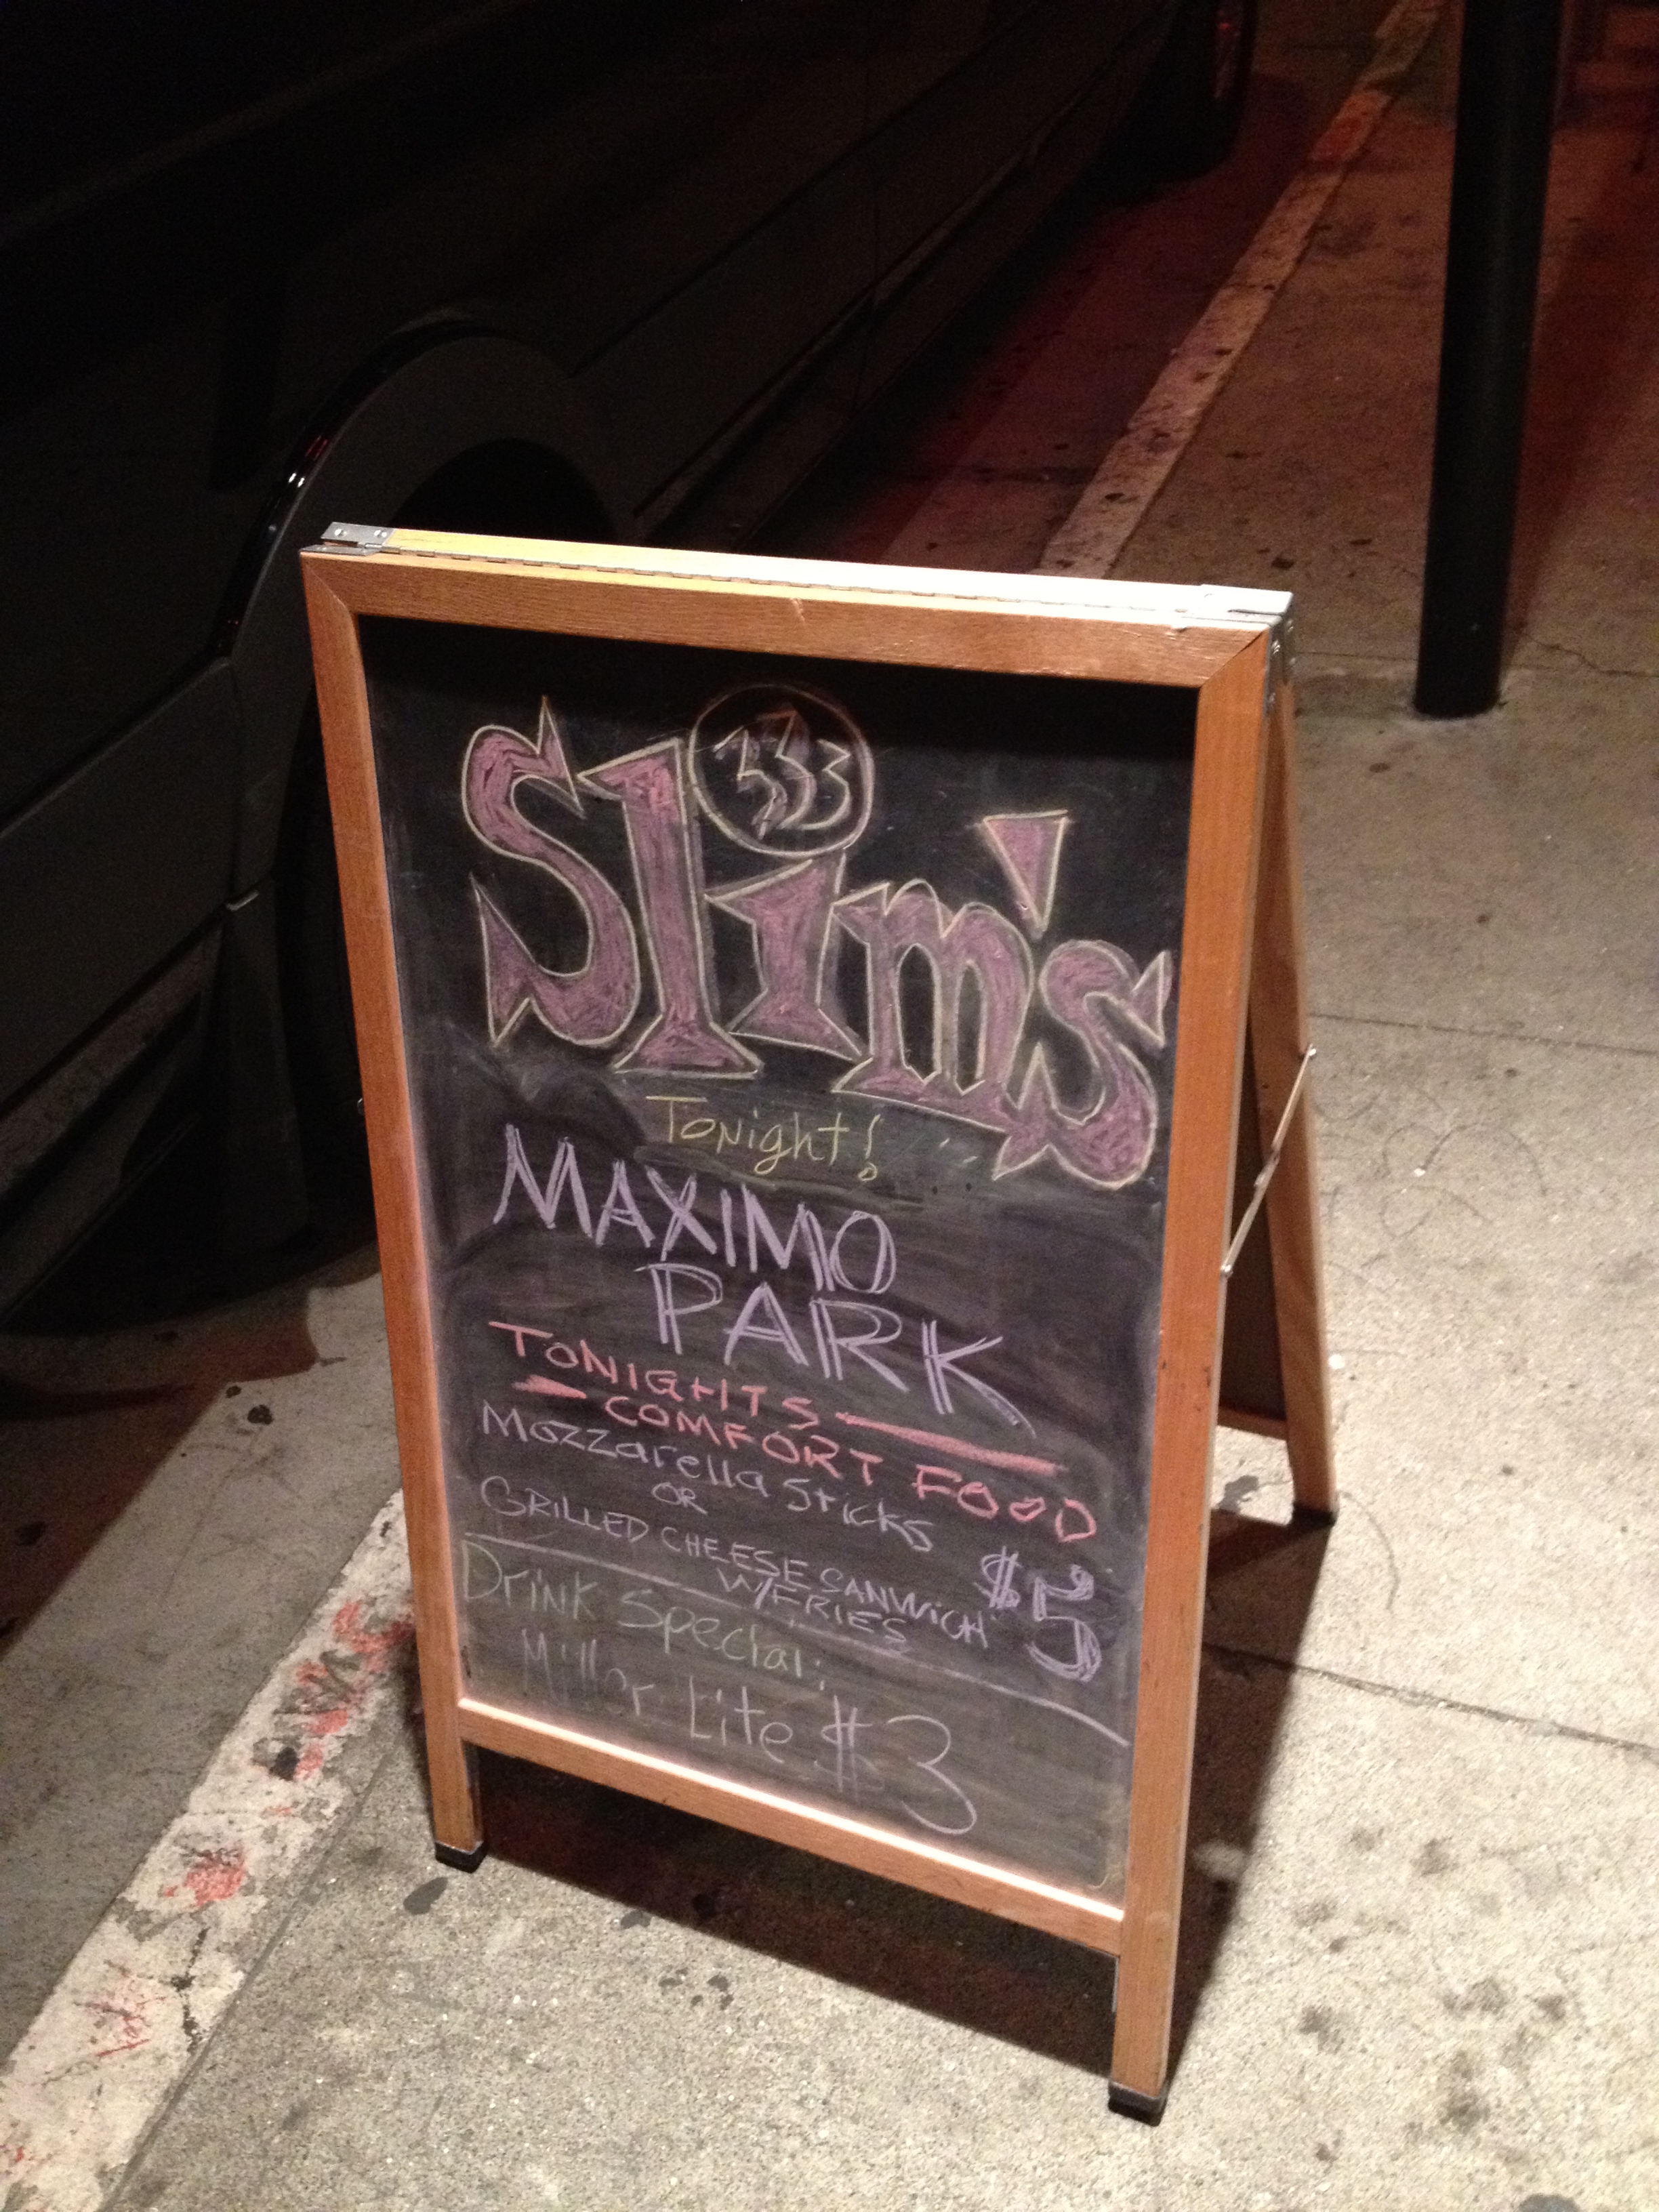 Slim's
333
Tonight!
MAXIMO
PARK
TONIGHTS
COMFORT FOOD
Mozzarella Sticks
OR
GRILLED CHEESE SANWICH
W/FRIES
$5
Drink Special:
Miller Lite $3